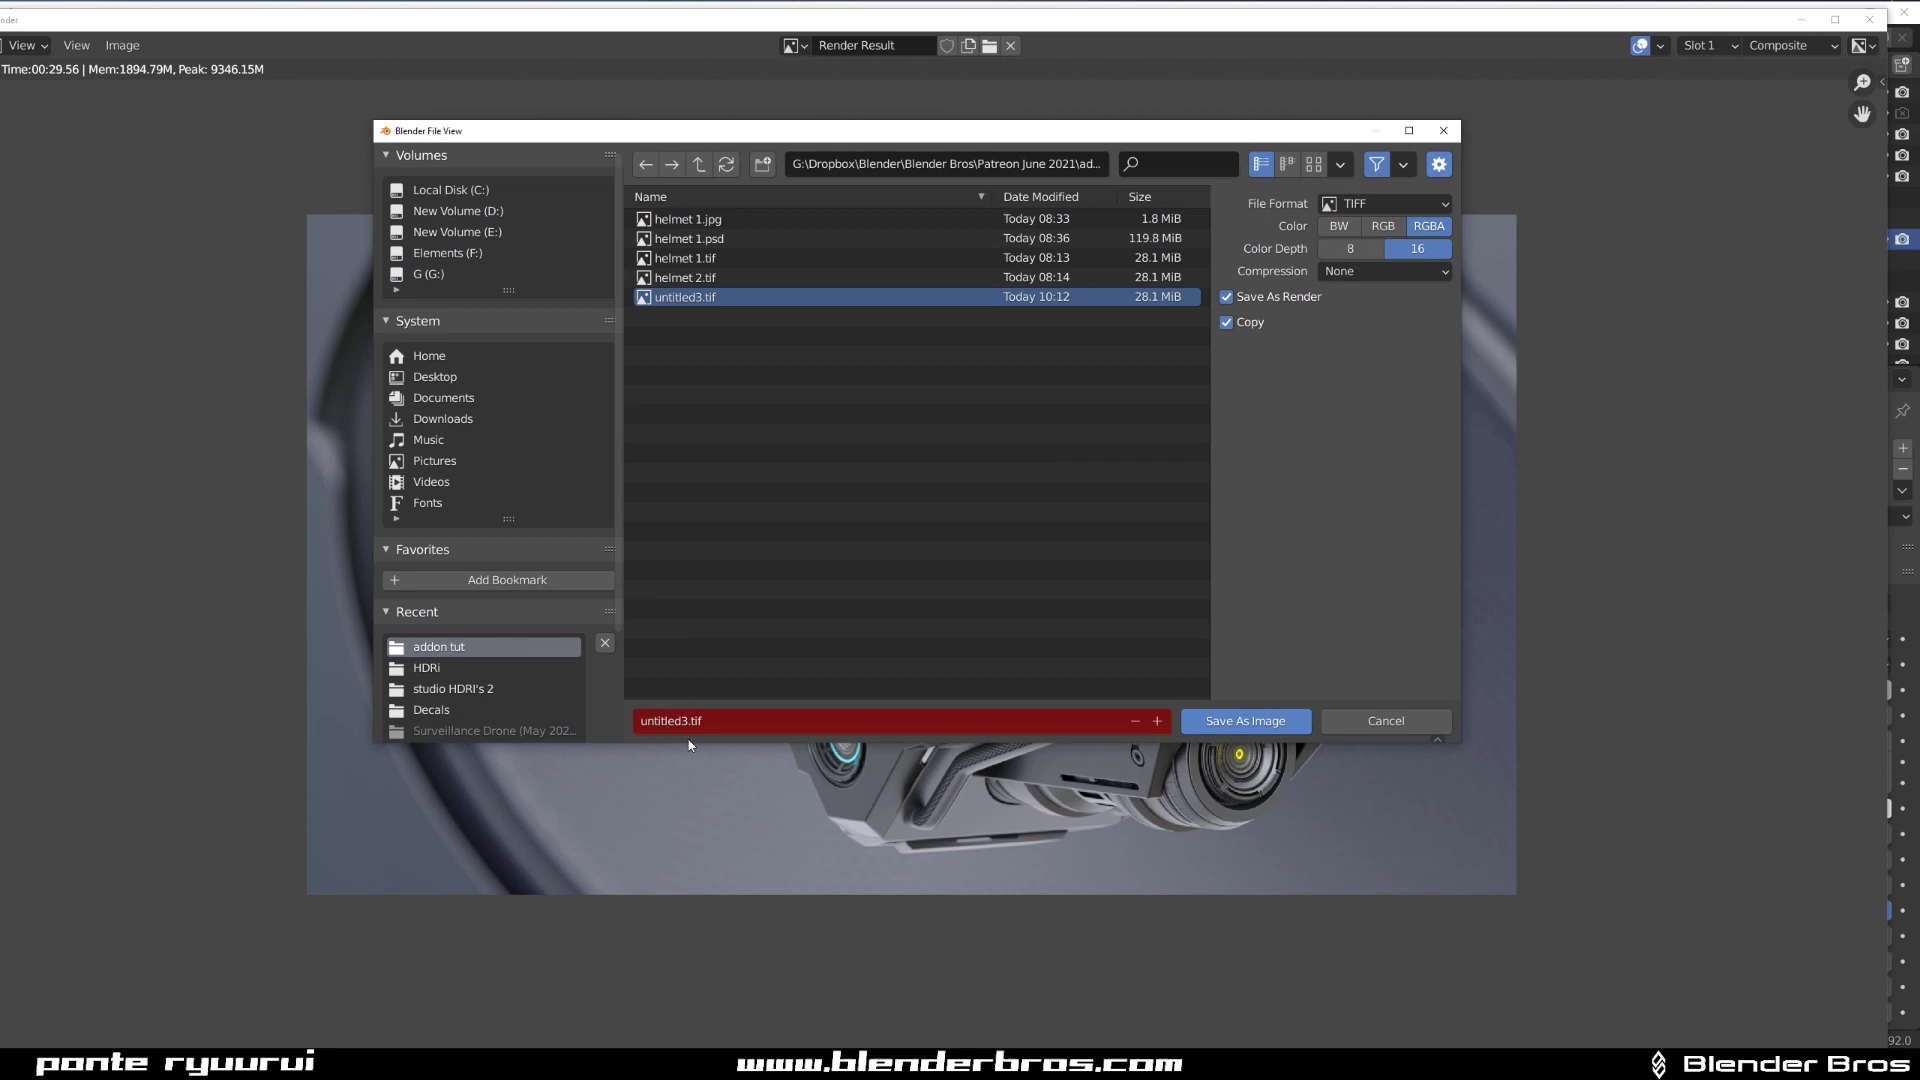 nder
View View Image Render Result Slot 1 Composite
Time:00:29.56 | Mem:1894.79M, Peak: 9346.15M
Blender File View
Volumes
Local Disk (C:)
New Volume (D:)
New Volume (E:)
Elements (F:)
G (G:)
System
Home
Desktop
Documents
Downloads
Music
Pictures
Videos
Fonts
Favorites
Add Bookmark
Recent
addon tut
HDRi
studio HDRI's 2
Decals
Surveillance Drone (May 202...
G:\Dropbox\Blender\Blender Bros\Patreon June 2021\ad...
Name Date Modified Size
helmet 1.jpg Today 08:33 1.8 MiB
helmet 1.psd Today 08:36 119.8 MiB
helmet 1.tif Today 08:13 28.1 MiB
helmet 2.tif Today 08:14 28.1 MiB
untitled3.tif Today 10:12 28.1 MiB
File Format TIFF
Color BW RGB RGBA
Color Depth 8 16
Compression None
Save As Render
Copy
untitled3.tif Save As Image Cancel
92.0
ponte ryuurui www.blenderbros.com Blender Bros